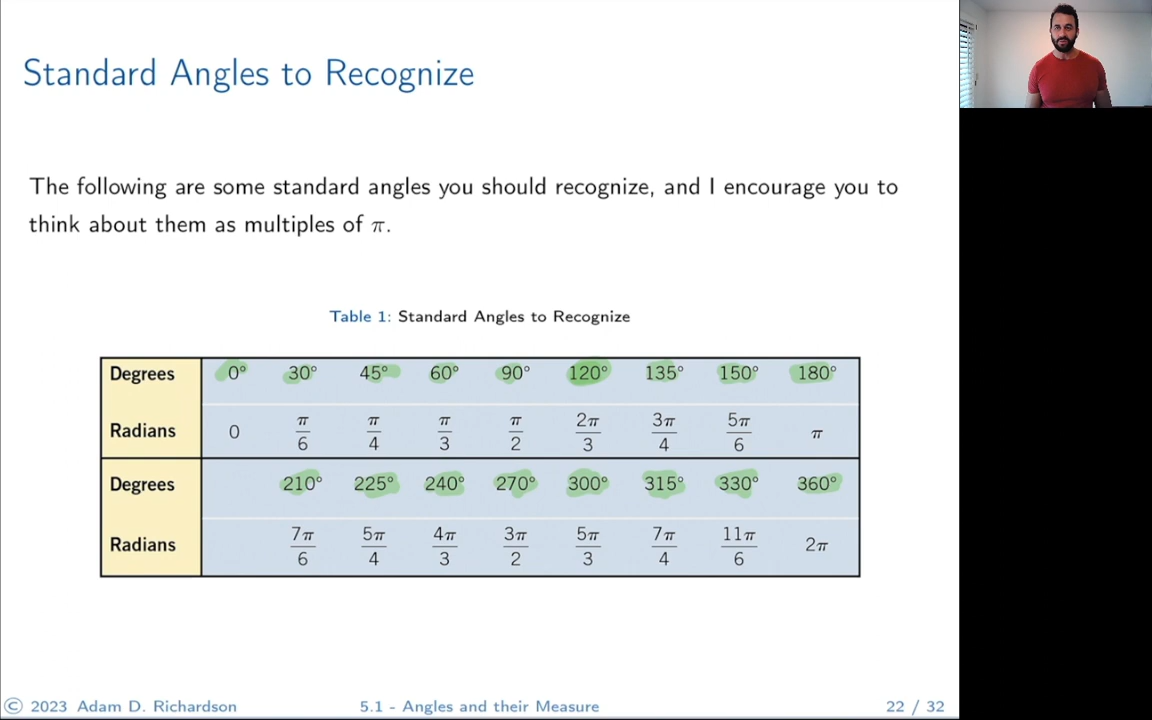 Standard Angles to Recognize
The following are some standard angles you should recognize, and I encourage you to
think about them as multiples of π.
Table 1: Standard Angles to Recognize
Degrees 0° 30° 45° 60° 90° 120° 135° 150° 180°
Radians 0 π/6 π/4 π/3 π/2 2π/3 3π/4 5π/6 π
Degrees 210° 225° 240° 270° 300° 315° 330° 360°
Radians 7π/6 5π/4 4π/3 3π/2 5π/3 7π/4 11π/6 2π
© 2023 Adam D. Richardson 5.1 - Angles and their Measure 22 / 32